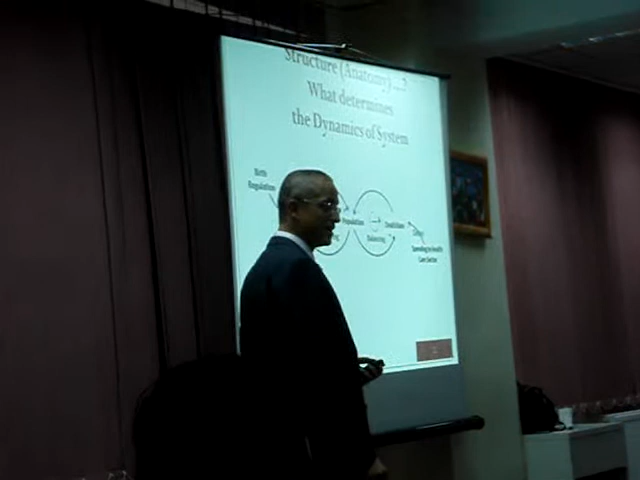 Structure (Anatomy) ...?
What determines
the Dynamics of System
Birth
Regulation
Population
Balancing
Spending in Health
Care Sector